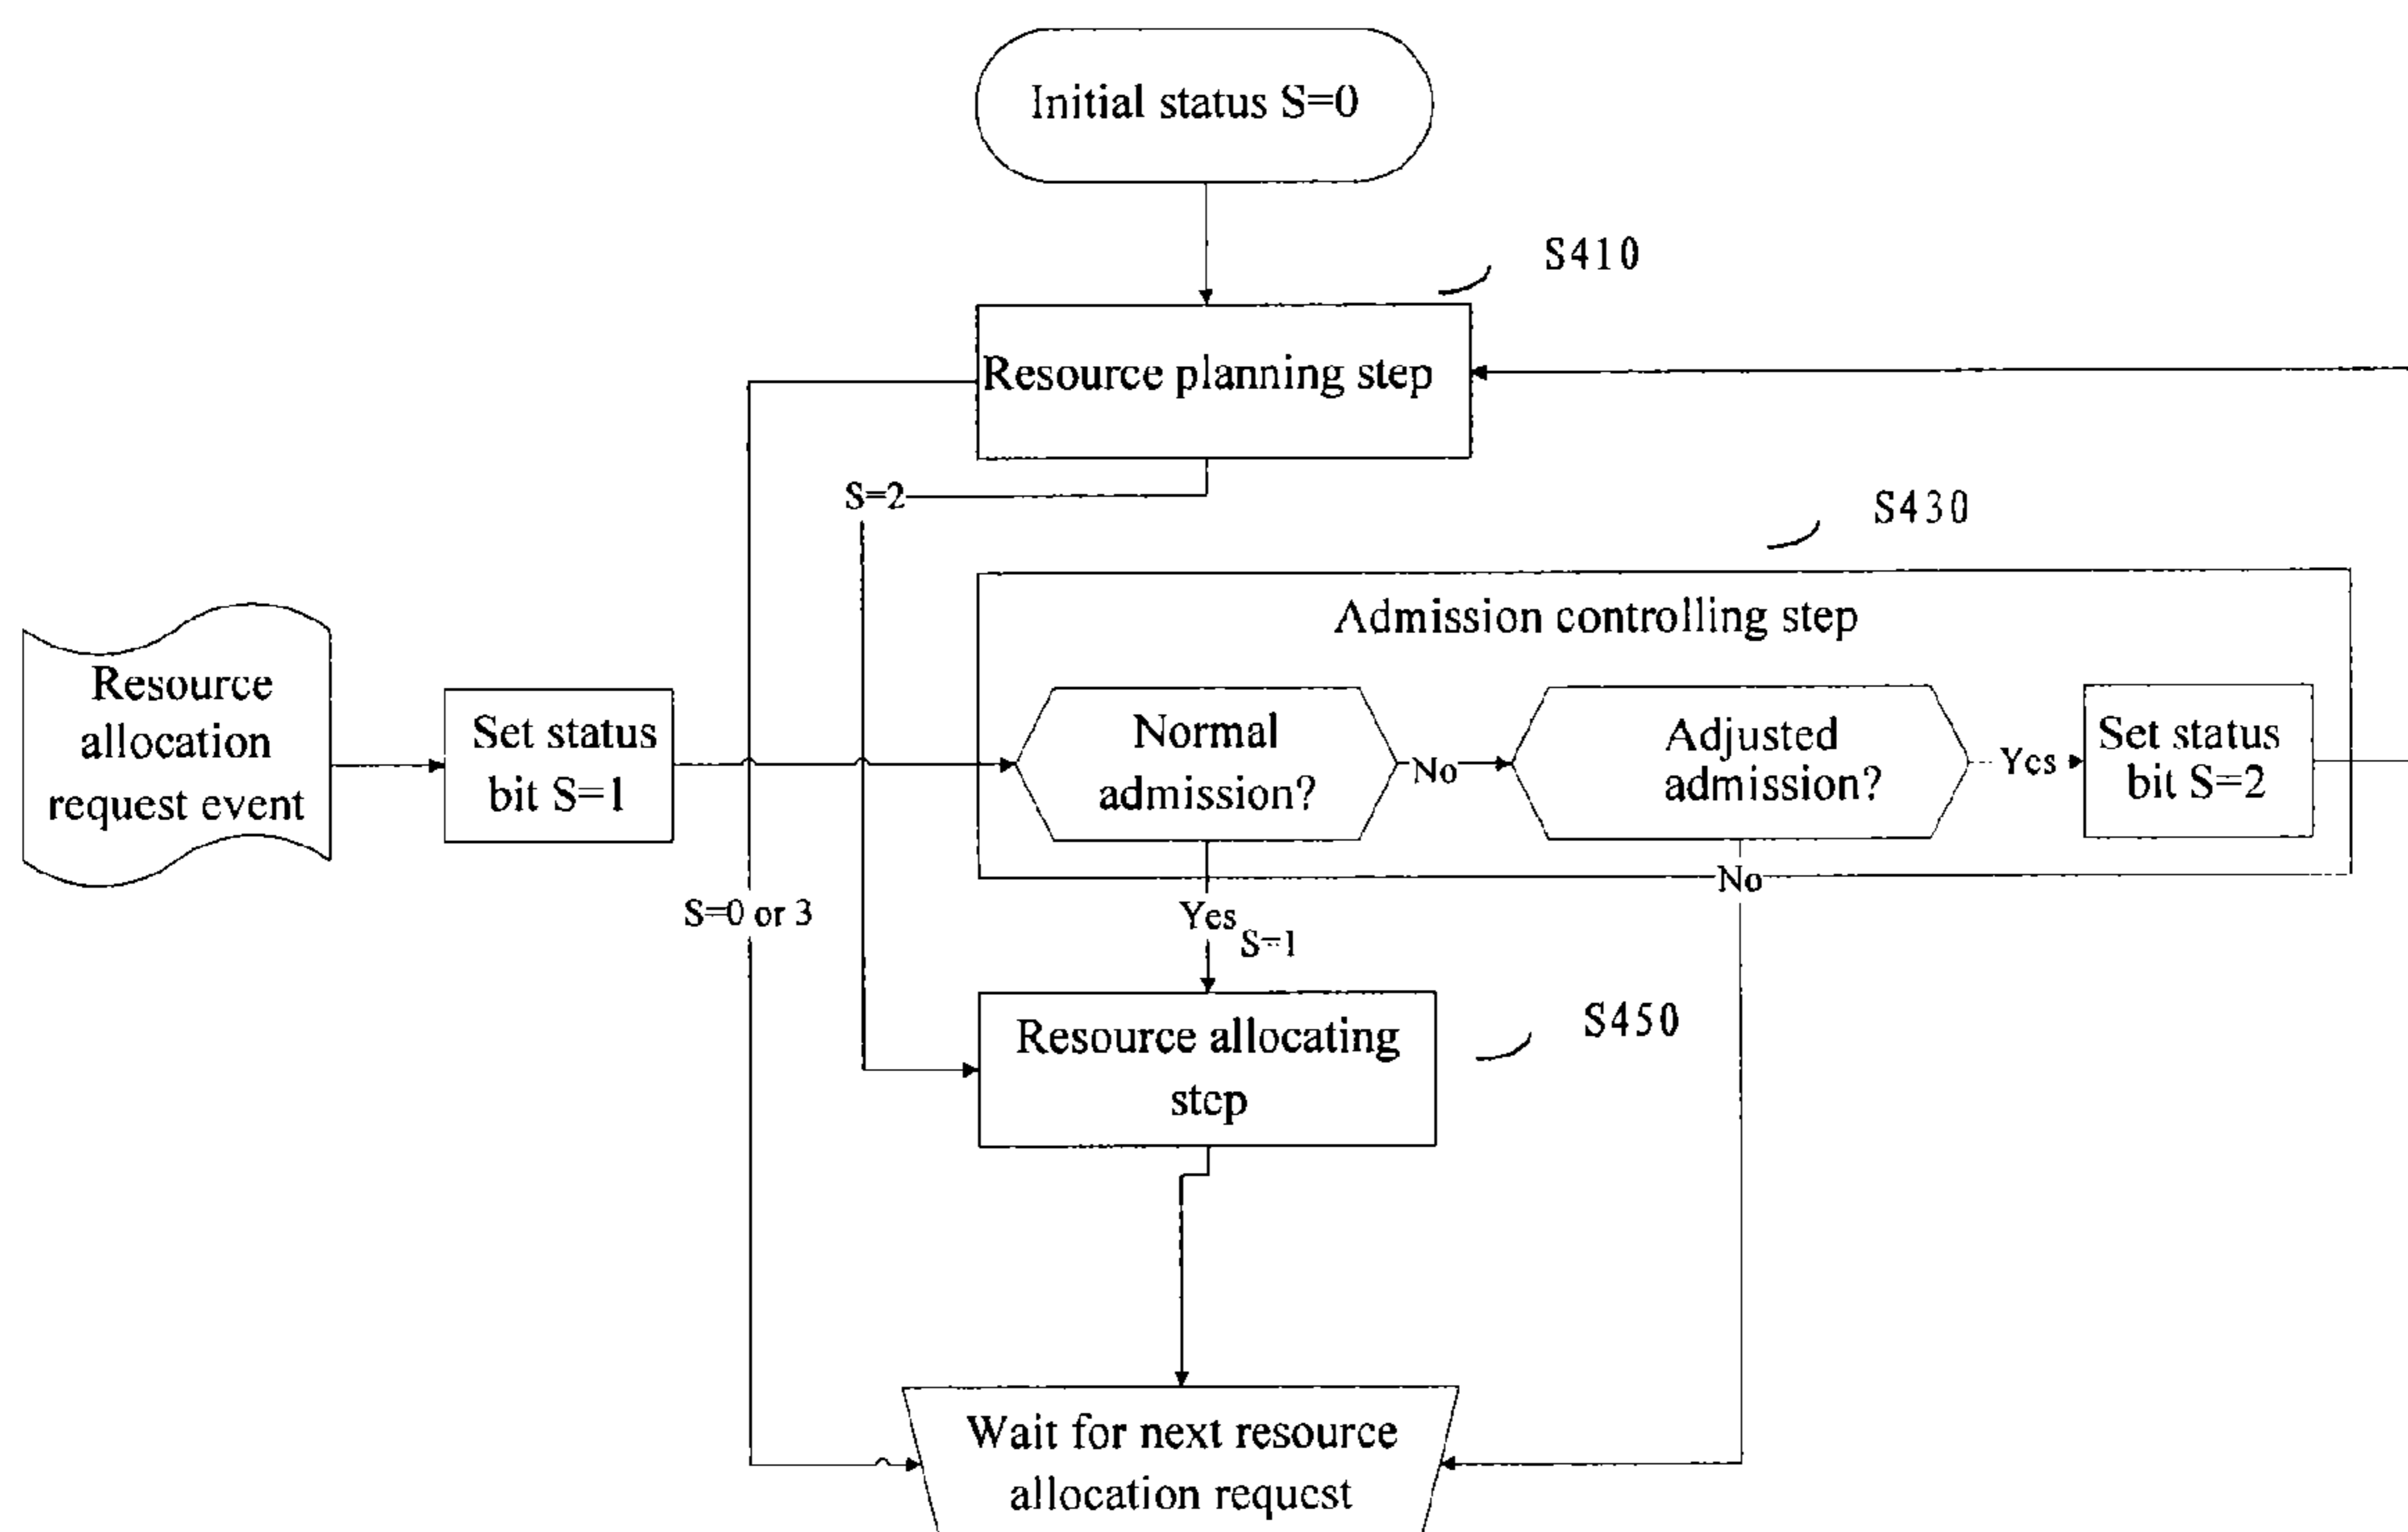 Initial status S=0
S410
Resource planning step
S=2
S430
Admission controlling step
Resource
allocation
request event
Set status
bit S=1
Normal
admission?
No
Adjusted
admission?
Yes
Set status
bit S=2
No
S=0 or 3
Yes
S=1
Resource allocating
step
S450
Wait for next resource
allocation request